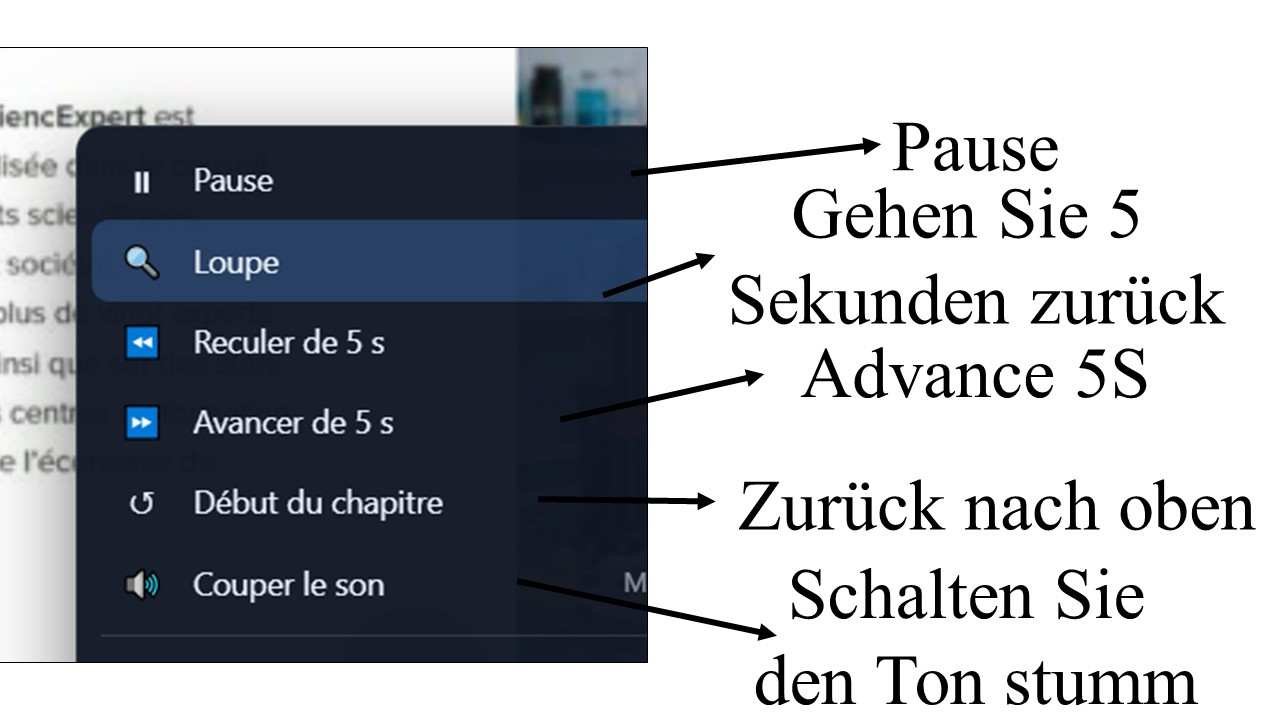 iencExpert est
Pause
Loupe
Reculer de 5 s
Avancer de 5 s
Début du chapitre
Couper le son
M
Pause
Gehen Sie 5
Sekunden zurück
Advance 5S
Zurück nach oben
Schalten Sie
den Ton stumm